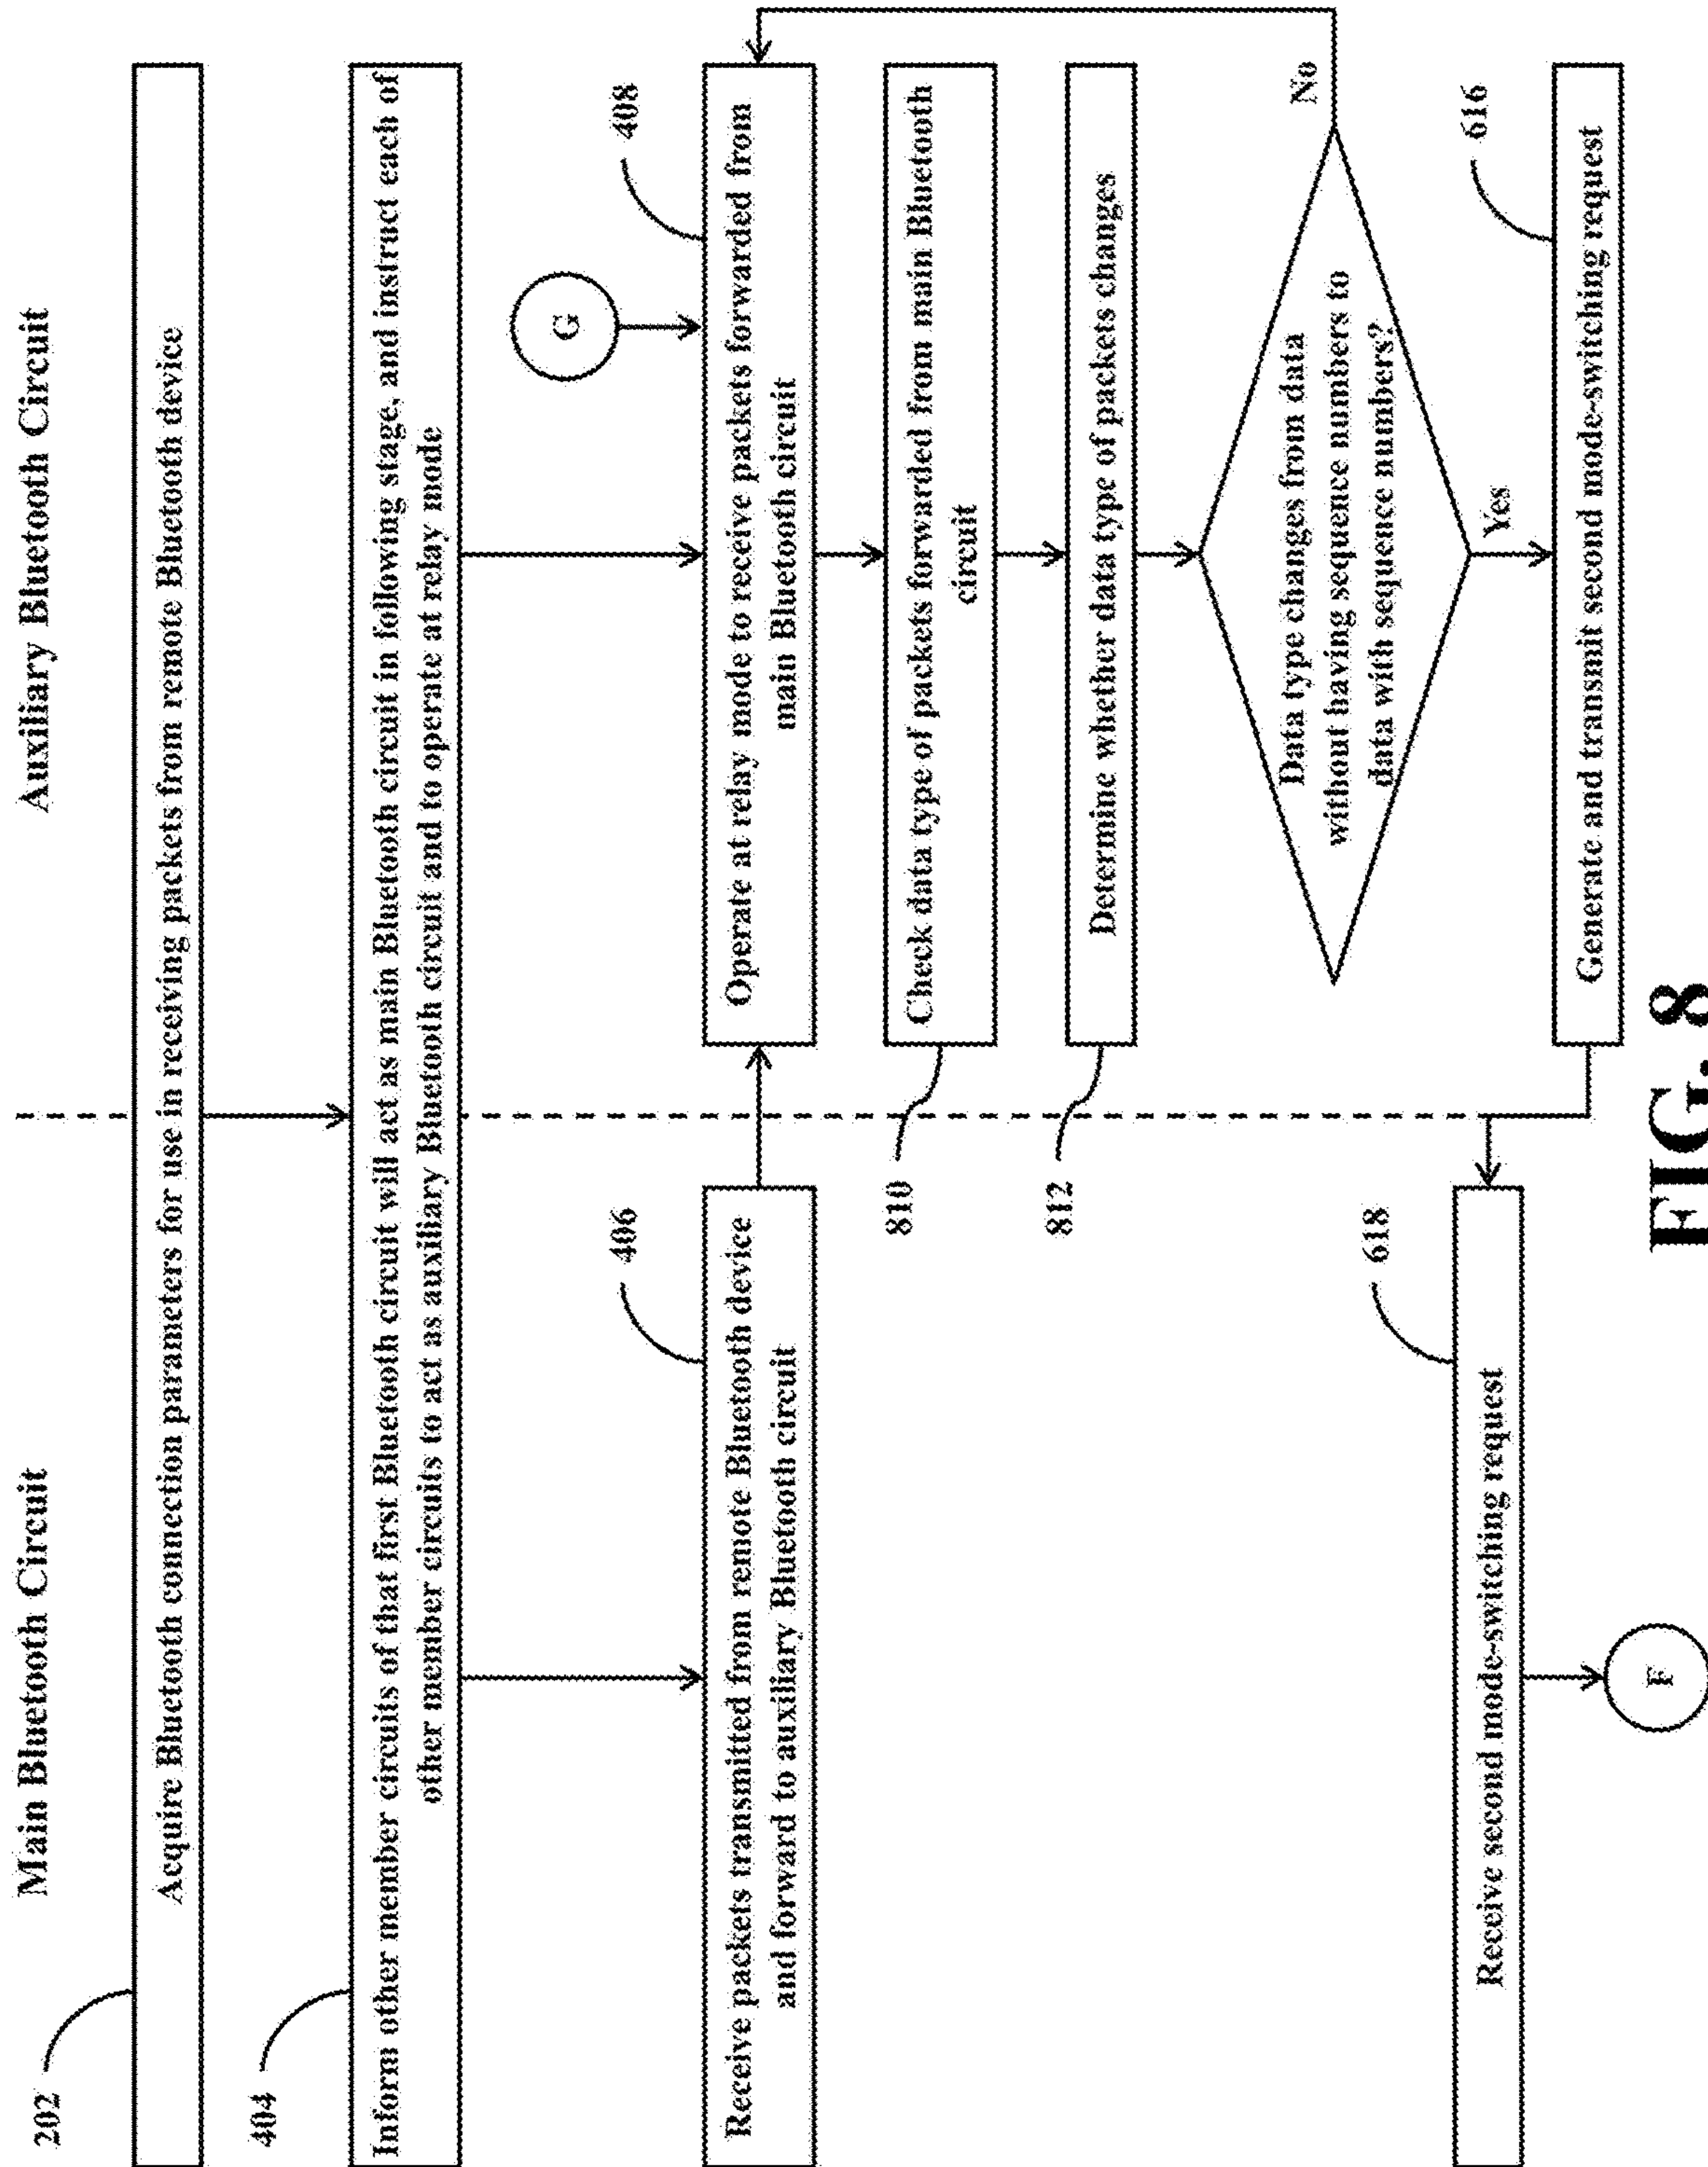 Main Bluetooth Circuit
Auxiliary Bluetooth Circuit
202
Acquire Bluetooth connection parameters for use in receiving packets from remote Bluetooth device
404
Inform other member circuits of that first Bluetooth circuit will act as main Bluetooth circuit in following stage, and instruct each of
other member circuits to act as auxiliary Bluetooth circuit and to operate at relay mode
G
406
408
Receive packets transmitted from remote Bluetooth device
and forward to auxiliary Bluetooth circuit
Operate at relay mode to receive packets forwarded from
main Bluetooth circuit
810
Check data type of packets forwarded from main Bluetooth
circuit
812
Determine whether data type of packets changes
Data type changes from data
without having sequence numbers to
data with sequence numbers?
No
Yes
618
Receive second mode-switching request
616
Generate and transmit second mode-switching request
F
FIG. 8